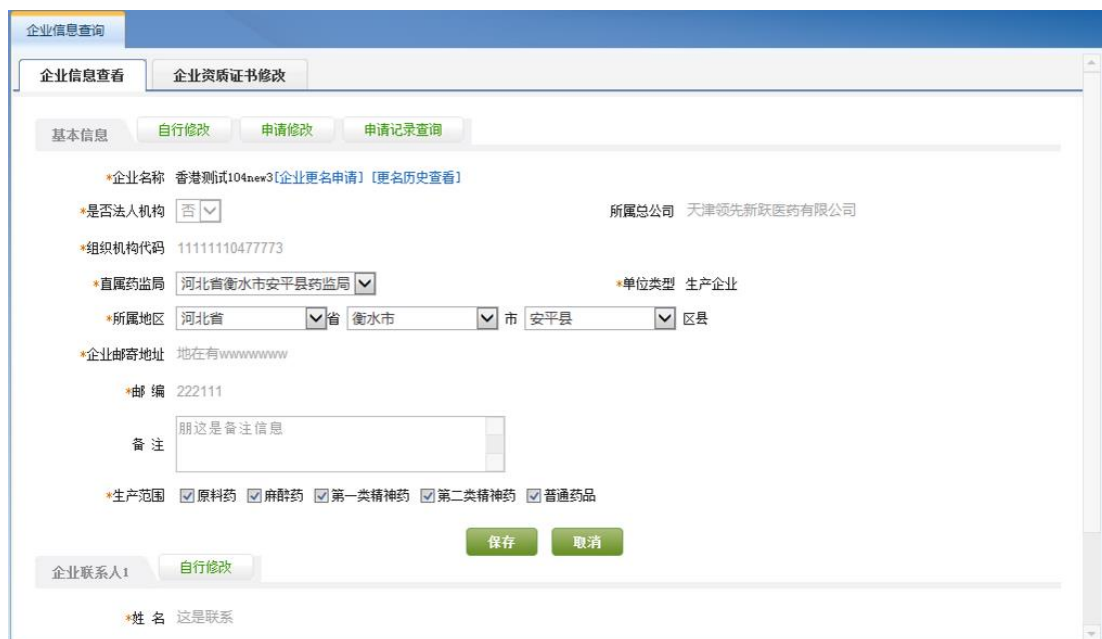 企业信息查询
企业信息查看 企业资质证书修改
基本信息 自行修改 申请修改 申请记录查询
*企业名称 香港测试104new3[企业更名申请] [更名历史查看]
*是否法人机构 否 所属总公司 天津领先新跃医药有限公司
*组织机构代码 11111110477773
*直属药监局 河北省衡水市安平县药监局 *单位类型 生产企业
*所属地区 河北省 省 衡水市 市 安平县 区县
*企业邮寄地址 地在有wwwwwww
*邮 编 222111
备 注 朋这是备注信息
*生产范围 原料药 麻醉药 第一类精神药 第二类精神药 普通药品
保存 取消
企业联系人1 自行修改
*姓 名 这是联系